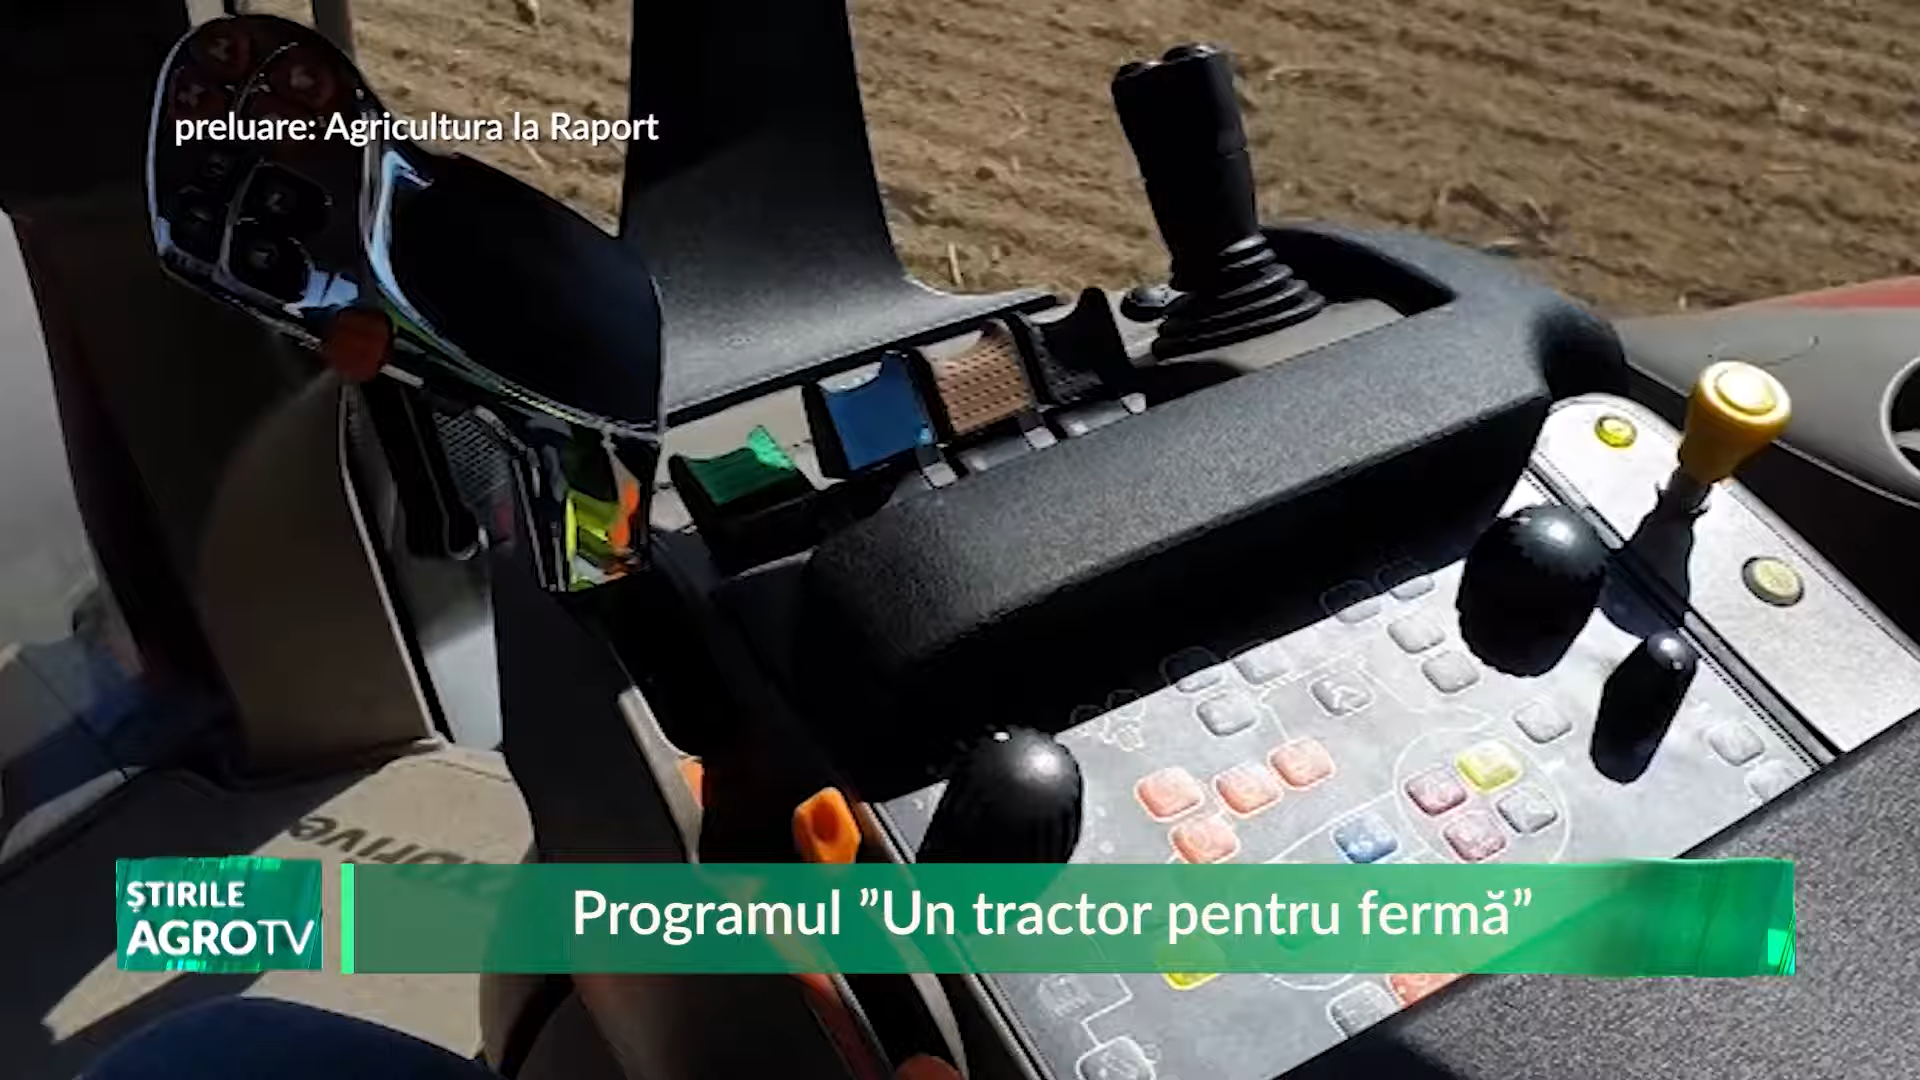 preluare: Agricultura la Raport
ȘTIRILE
AGROTV
Programul ”Un tractor pentru fermă”